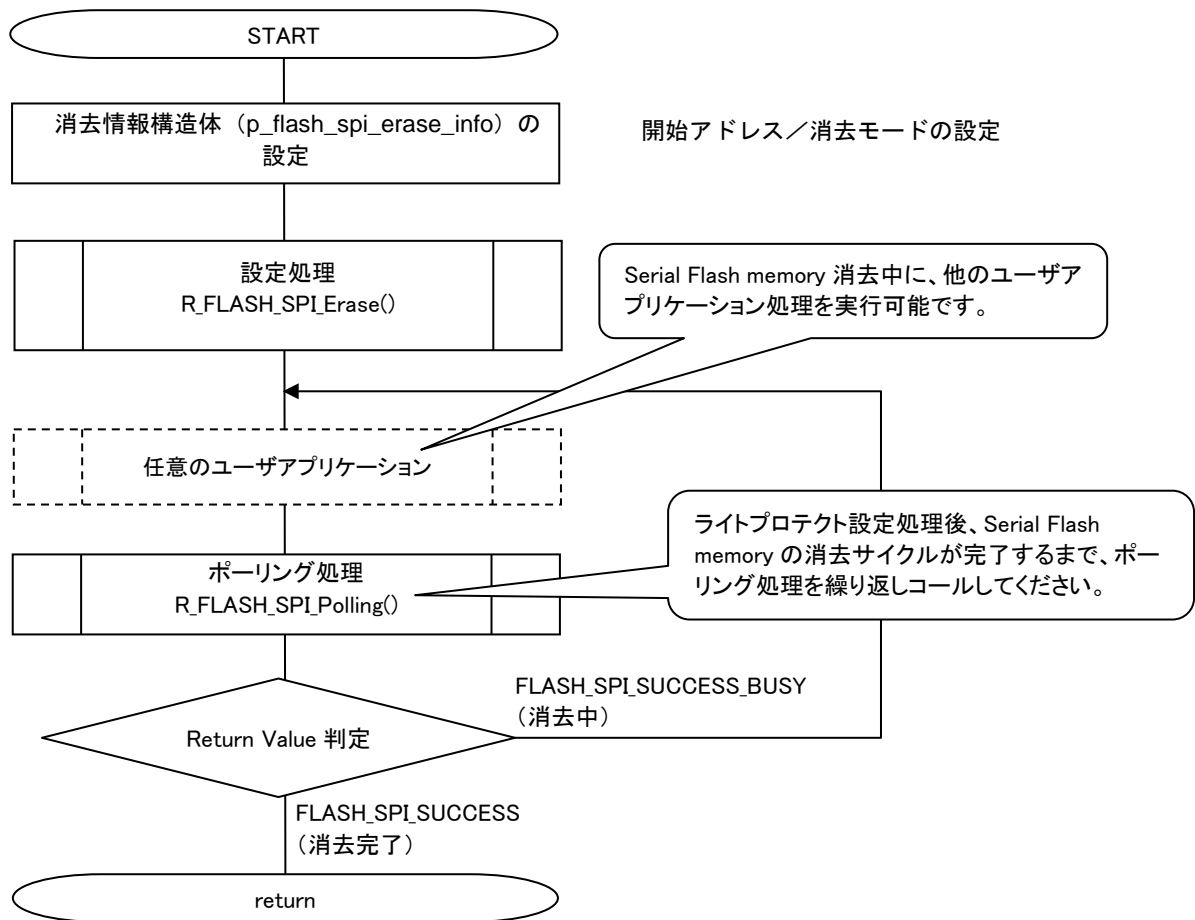 START
消去情報構造体（p_flash_spi_erase_info）の
設定
開始アドレス／消去モードの設定
設定処理
R_FLASH_SPI_Erase()
Serial Flash memory 消去中に、他のユーザア
プリケーション処理を実行可能です。
任意のユーザアプリケーション
ライトプロテクト設定処理後、Serial Flash
memory の消去サイクルが完了するまで、ポー
リング処理を繰り返しコールしてください。
ポーリング処理
R_FLASH_SPI_Polling()
FLASH_SPI_SUCCESS_BUSY
（消去中）
Return Value 判定
FLASH_SPI_SUCCESS
（消去完了）
return